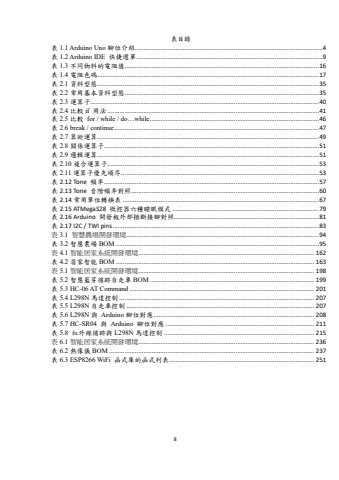 表目錄
表 1.1 Arduino Uno 腳位介紹...4
表 1.2 Arduino IDE 快捷選單...9
表 1.3 不同物料的電阻值...16
表 1.4 電阻色碼...17
表 2.1 資料型態...35
表 2.2 常用基本資料型態...35
表 2.3 運算子...40
表 2.4 比較 if 用法...41
表 2.5 比較 for / while / do…while...46
表 2.6 break / continue...47
表 2.7 算術運算...49
表 2.8 關係運算子...51
表 2.9 邏輯運算...51
表 2.10 複合運算子...53
表 2.11 運算子優先順序...53
表 2.12 Tone 頻率...57
表 2.13 Tone 音階頻率對照...60
表 2.14 常用單位轉換表...67
表 2.15 ATMega328 微控器六種睡眠模式...79
表 2.16 Arduino 開發板外部插斷接腳對照...81
表 2.17 I2C / TWI pins...83
表 3.1 智慧農場開發環境...94
表 3.2 智惠農場 BOM...95
表 4.1 智能居家系統開發環境...162
表 4.2 居家智能 BOM...163
表 5.1 智能居家系統開發環境...198
表 5.2 智慧藍芽循跡自走車 BOM...199
表 5.3 HC-06 AT Command...201
表 5.4 L298N 馬達控制...207
表 5.5 L298N 自走車控制...207
表 5.6 L298N 與 Arduino 腳位對應...208
表 5.7 HC-SR04 與 Arduino 腳位對應...211
表 5.8 紅外線循跡與 L298N 馬達控制...215
表 6.1 智能居家系統開發環境...236
表 6.2 熱像儀 BOM...237
表 6.3 ESP8266 WiFi 函式庫的函式列表...251
8